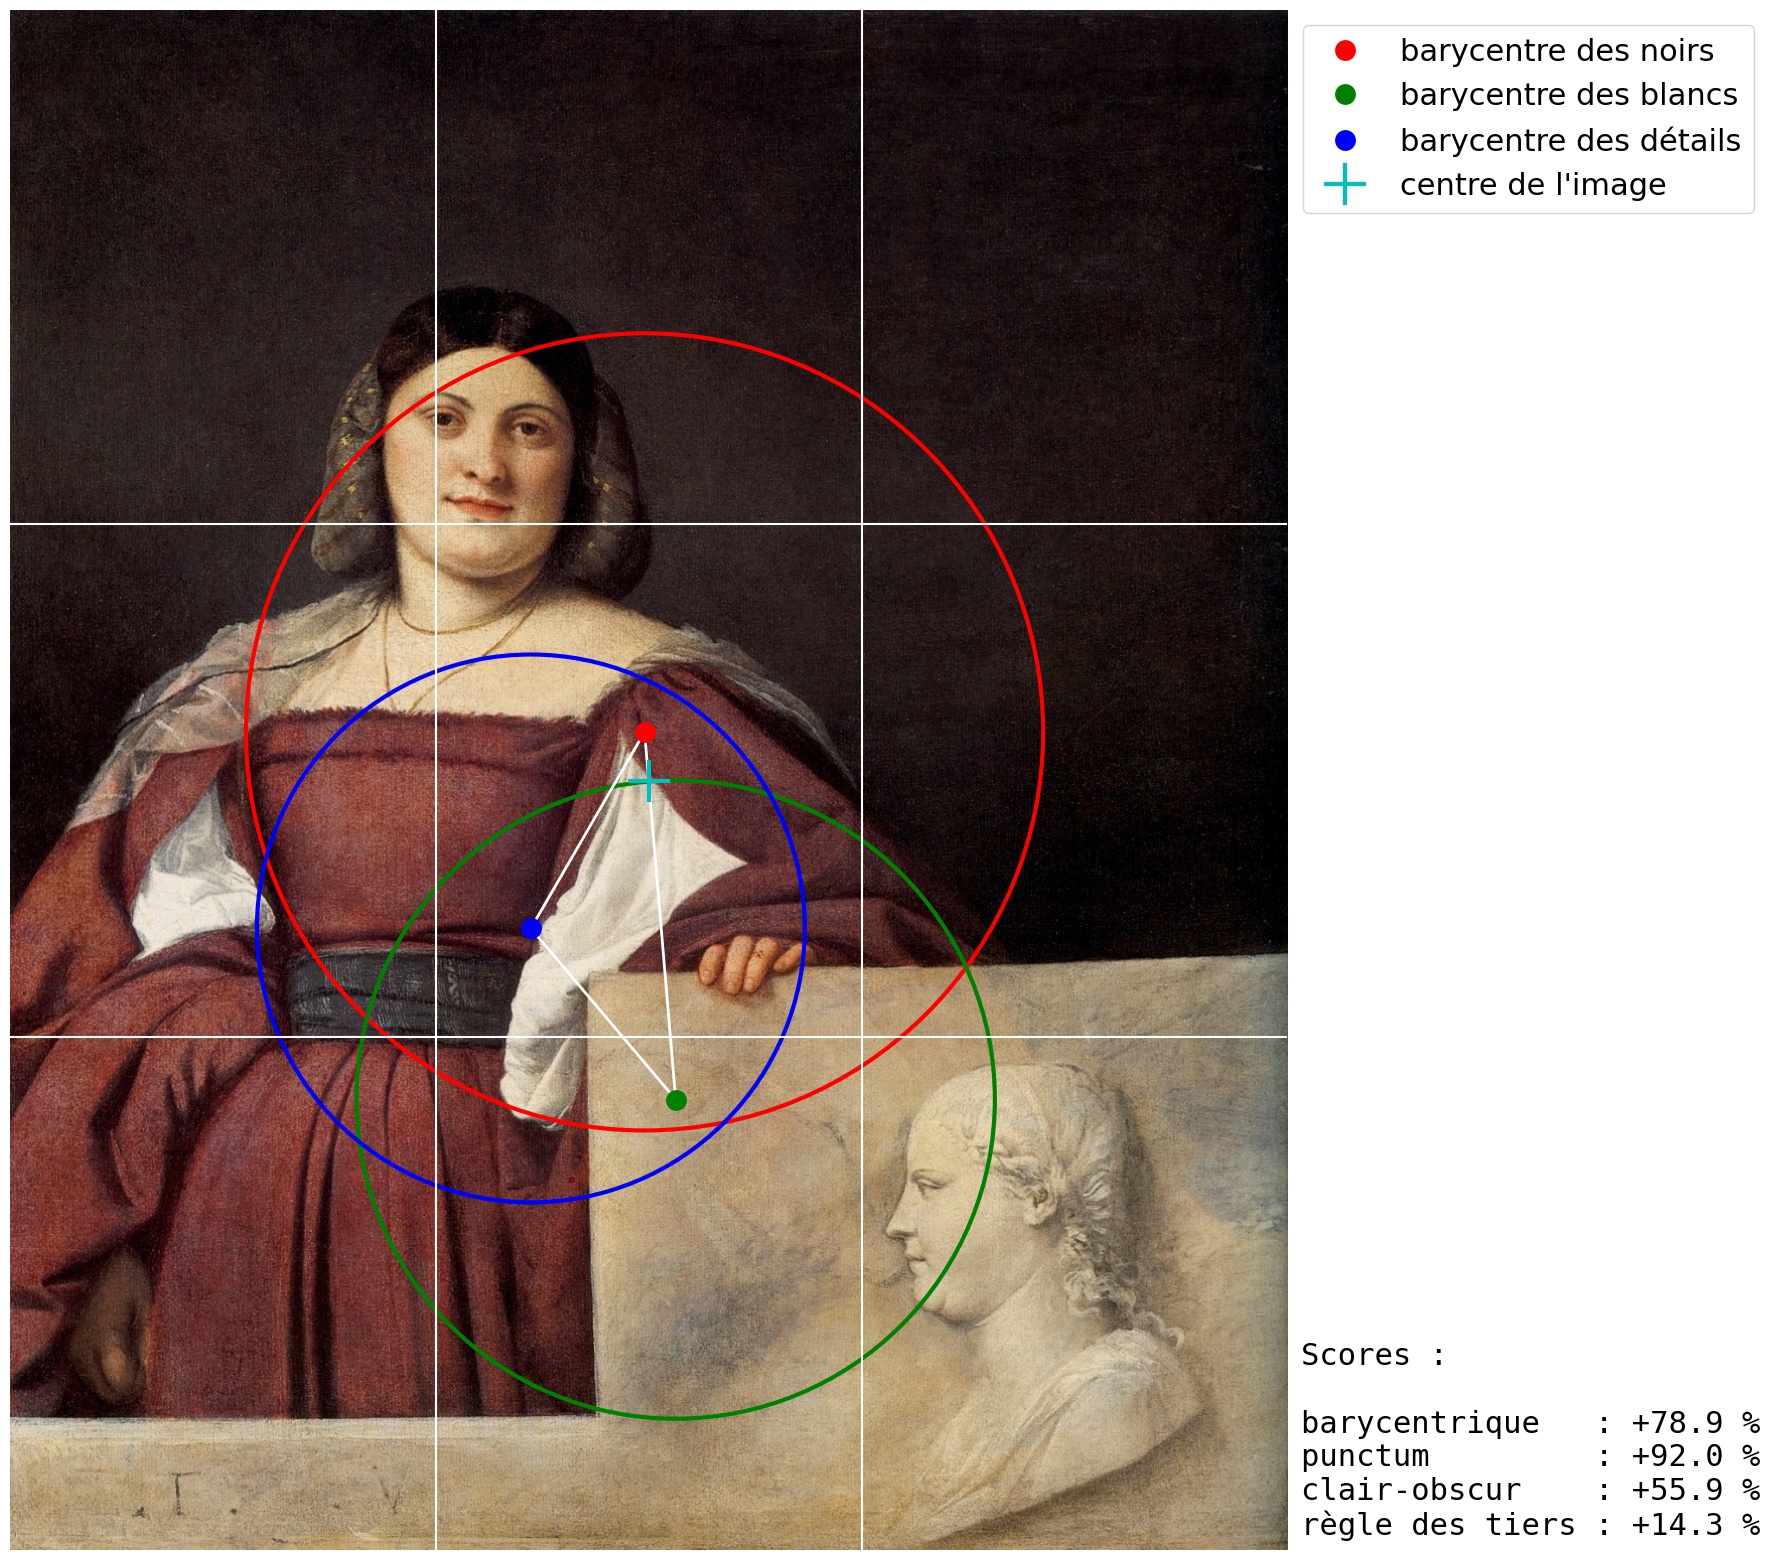 barycentre des noirs
barycentre des blancs
barycentre des détails
centre de l'image
T . V
Scores :
barycentrique : +78.9 %
punctum : +92.0 %
clair-obscur : +55.9 %
règle des tiers : +14.3 %